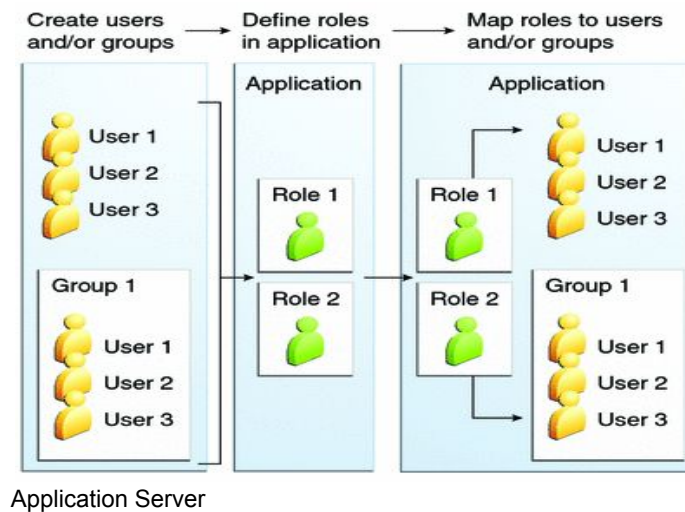 Create users
and/or groups
Define roles
in application
Map roles to users
and/or groups
User 1
User 2
User 3
Group 1
User 1
User 2
User 3
Application
Role 1
Role 2
Application
Role 1
Role 2
User 1
User 2
User 3
Group 1
User 1
User 2
User 3
Application Server